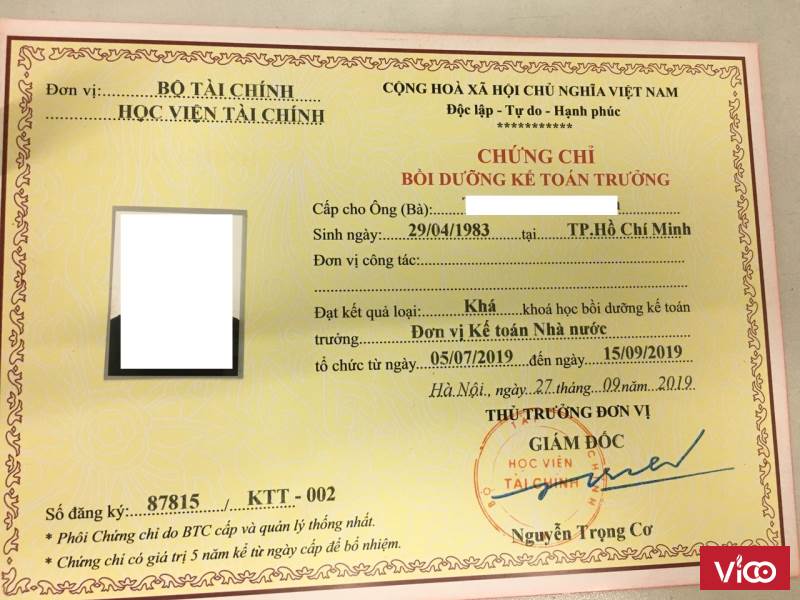 Đơn vị: BỘ TÀI CHÍNH
HỌC VIỆN TÀI CHÍNH
CỘNG HOÀ XÃ HỘI CHỦ NGHĨA VIỆT NAM
Độc lập - Tự do - Hạnh phúc
***********
CHỨNG CHỈ
BỒI DƯỠNG KẾ TOÁN TRƯỞNG
Cấp cho Ông (Bà):
Sinh ngày: 29/04/1983 tại TP.Hồ Chí Minh
Đơn vị công tác:
Đạt kết quả loại: Khá khoá học bồi dưỡng kế toán
trưởng Đơn vị Kế toán Nhà nước
tổ chức từ ngày 05/07/2019 đến ngày 15/09/2019
Hà Nội, ngày 27 tháng 09 năm 2019
THỦ TRƯỞNG ĐƠN VỊ
GIÁM ĐỐC
HỌC VIỆN
TÀI CHÍNH
Nguyễn Trọng Cơ
Số đăng ký: 87815 / KTT - 002
* Phôi Chứng chỉ do BTC cấp và quản lý thống nhất.
* Chứng chỉ có giá trị 5 năm kể từ ngày cấp để bổ nhiệm.
Vico